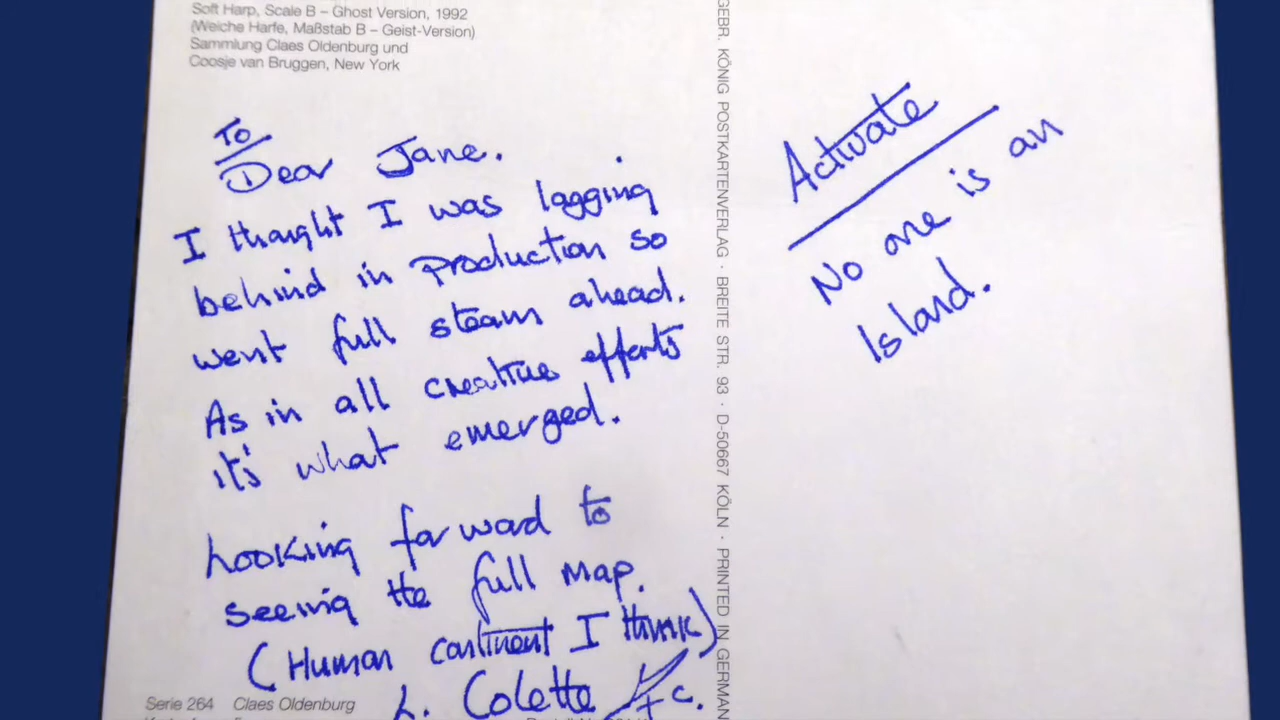 Soft Harp, Scale B – Ghost Version, 1992
(Weiche Harfe, Maßstab B – Geist-Version)
Sammlung Claes Oldenburg und
Coosje van Bruggen, New York
To
Dear Jane.
I thought I was lagging
behind in production so
went full steam ahead.
As in all creative efforts
it's what emerged.
Looking forward to
seeing the full map.
(Human continent I think)
L. Colette
Serie 264 Claes Oldenburg
GEBR. KÖNIG POSTKARTENVERLAG · BREITE STR. 93 · D-50667 KÖLN · PRINTED IN GERMAN
Activate
No one is an
Island.